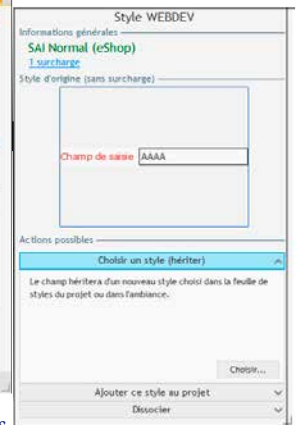 Style WEBDEV
Informations générales
SAI Normal (eShop)
1 surcharge
Style d'origine (sans surcharge)
Champ de saisie AAAA
Actions possibles
Choisir un style (hériter)
Le champ héritera d'un nouveau style choisi dans la feuille de
styles du projet ou dans l'ambiance.
Choisir...
Ajouter ce style au projet
Dissocier